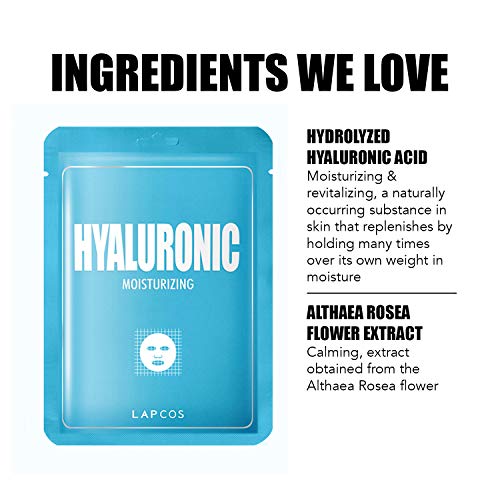 INGREDIENTS WE LOVE
HYALURONIC
MOISTURIZING
LAPCOS
HYDROLYZED
HYALURONIC ACID
Moisturizing &
revitalizing, a naturally
occurring substance in
skin that replenishes by
holding many times
over its own weight in
moisture
ALTHAEA ROSEA
FLOWER EXTRACT
Calming, extract
obtained from the
Althaea Rosea flower